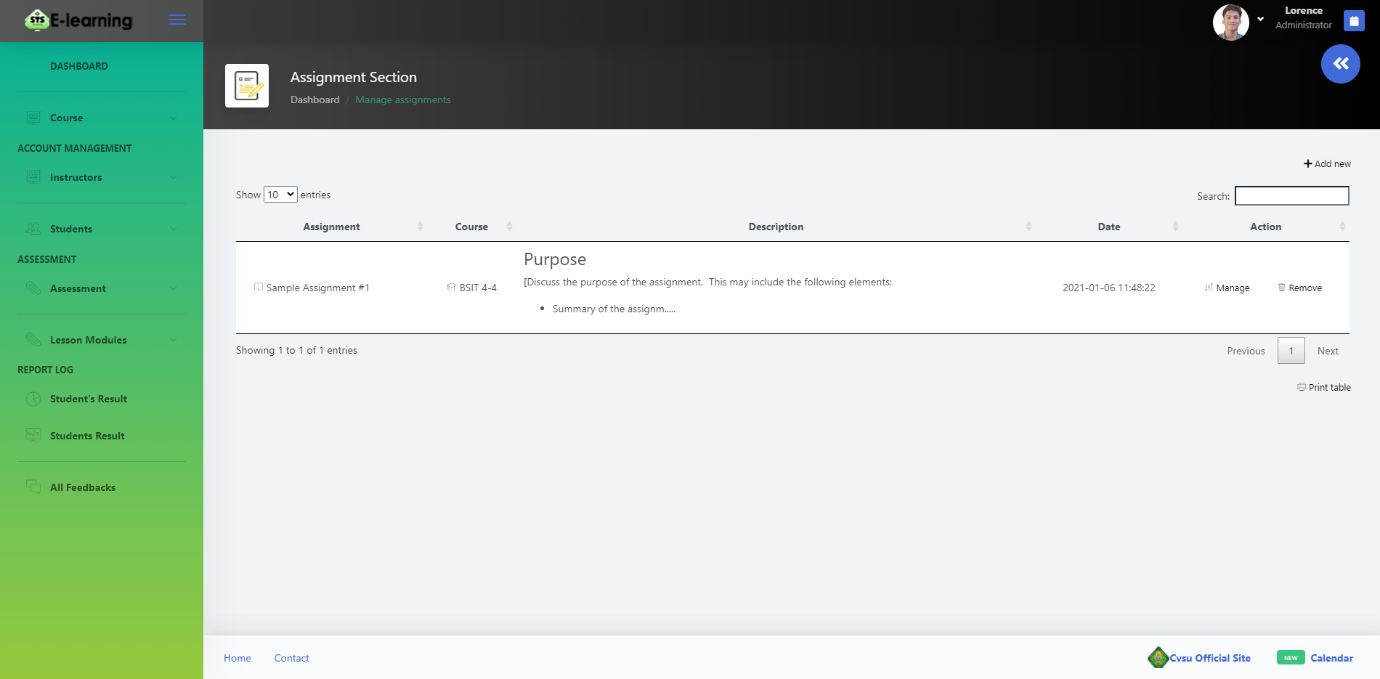 STS E-learning
Lorence
Administrator
DASHBOARD
Course
ACCOUNT MANAGEMENT
Instructors
Students
ASSESSMENT
Assessment
Lesson Modules
REPORT LOG
Student's Result
Students Result
All Feedbacks
Assignment Section
Dashboard / Manage assignments
Add new
Show 10 entries
Search:
Assignment Course Description Date Action
Purpose
[Discuss the purpose of the assignment. This may include the following elements:
Sample Assignment #1 BSIT 4-4 2021-01-06 11:48:22 Manage Remove
• Summary of the assignm.....
Showing 1 to 1 of 1 entries
Previous 1 Next
Print table
Home Contact
Cvsu Official Site NEW Calendar